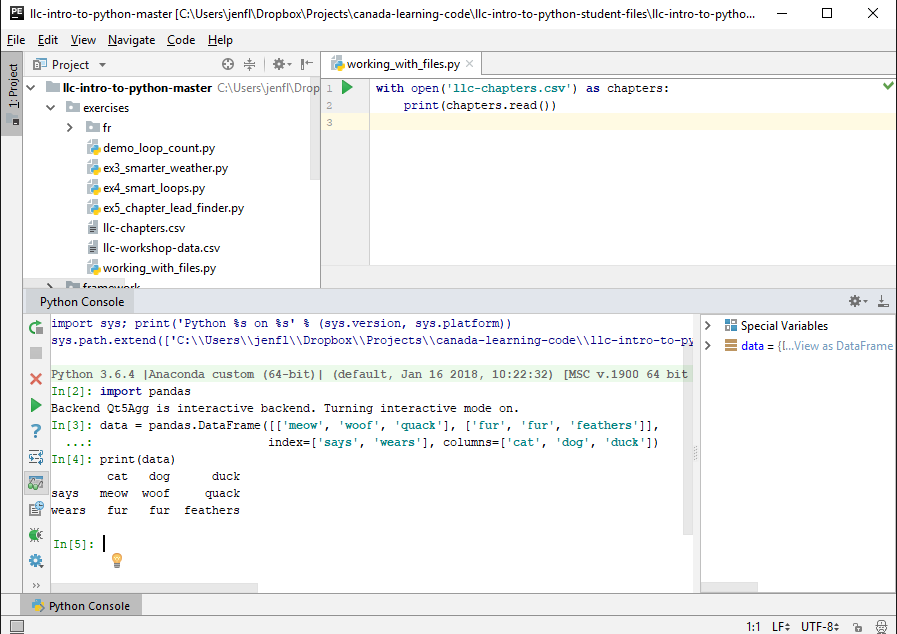 llc-intro-to-python-master [C:\Users\jenfl\Dropbox\Projects\canada-learning-code\llc-intro-to-python-student-files\llc-intro-to-pytho...
File Edit View Navigate Code Help
Project
working_with_files.py
1: Project
llc-intro-to-python-master C:\Users\jenfl\Drop
exercises
fr
demo_loop_count.py
ex3_smarter_weather.py
ex4_smart_loops.py
ex5_chapter_lead_finder.py
llc-chapters.csv
llc-workshop-data.csv
working_with_files.py
framework
1 with open('llc-chapters.csv') as chapters:
2 print(chapters.read())
3
Python Console
import sys; print('Python %s on %s' % (sys.version, sys.platform))
sys.path.extend(['C:\\Users\\jenfl\\Dropbox\\Projects\\canada-learning-code\\llc-intro-to-py
Python 3.6.4 |Anaconda custom (64-bit)| (default, Jan 16 2018, 10:22:32) [MSC v.1900 64 bit
In[2]: import pandas
Backend Qt5Agg is interactive backend. Turning interactive mode on.
In[3]: data = pandas.DataFrame([['meow', 'woof', 'quack'], ['fur', 'fur', 'feathers']],
...: index=['says', 'wears'], columns=['cat', 'dog', 'duck'])
In[4]: print(data)
cat dog duck
says meow woof quack
wears fur fur feathers
In[5]:
Special Variables
data = {[...View as DataFrame
Python Console
1:1 LF UTF-8